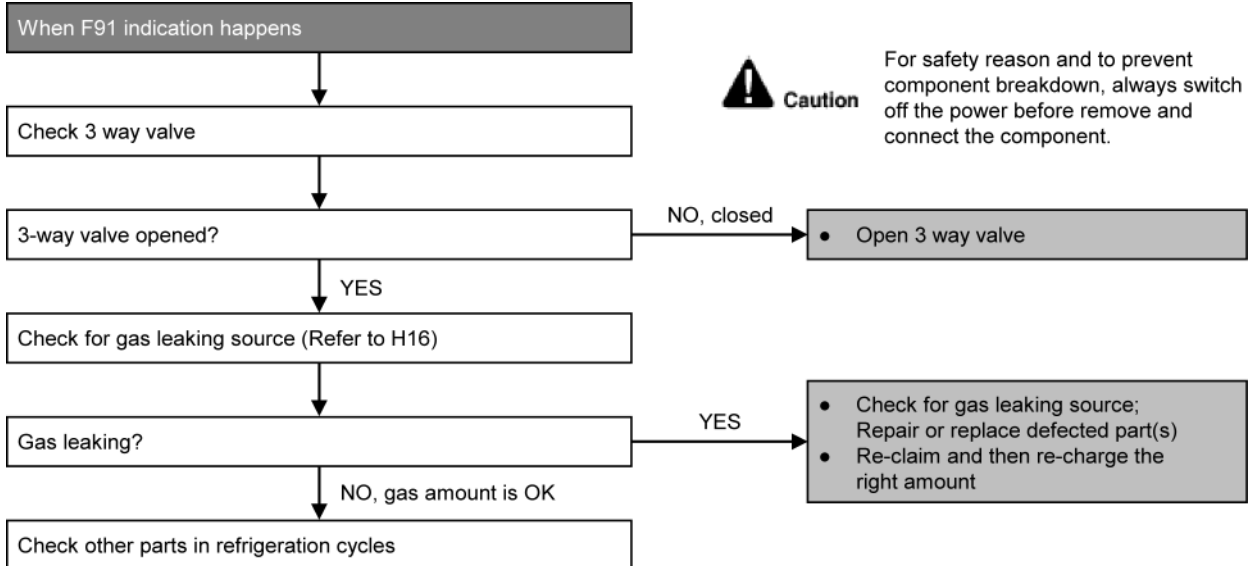 When F91 indication happens
Caution
For safety reason and to prevent
component breakdown, always switch
off the power before remove and
connect the component.
Check 3 way valve
3-way valve opened?
NO, closed
● Open 3 way valve
YES
Check for gas leaking source (Refer to H16)
Gas leaking?
YES
● Check for gas leaking source;
Repair or replace defected part(s)
● Re-claim and then re-charge the
right amount
NO, gas amount is OK
Check other parts in refrigeration cycles